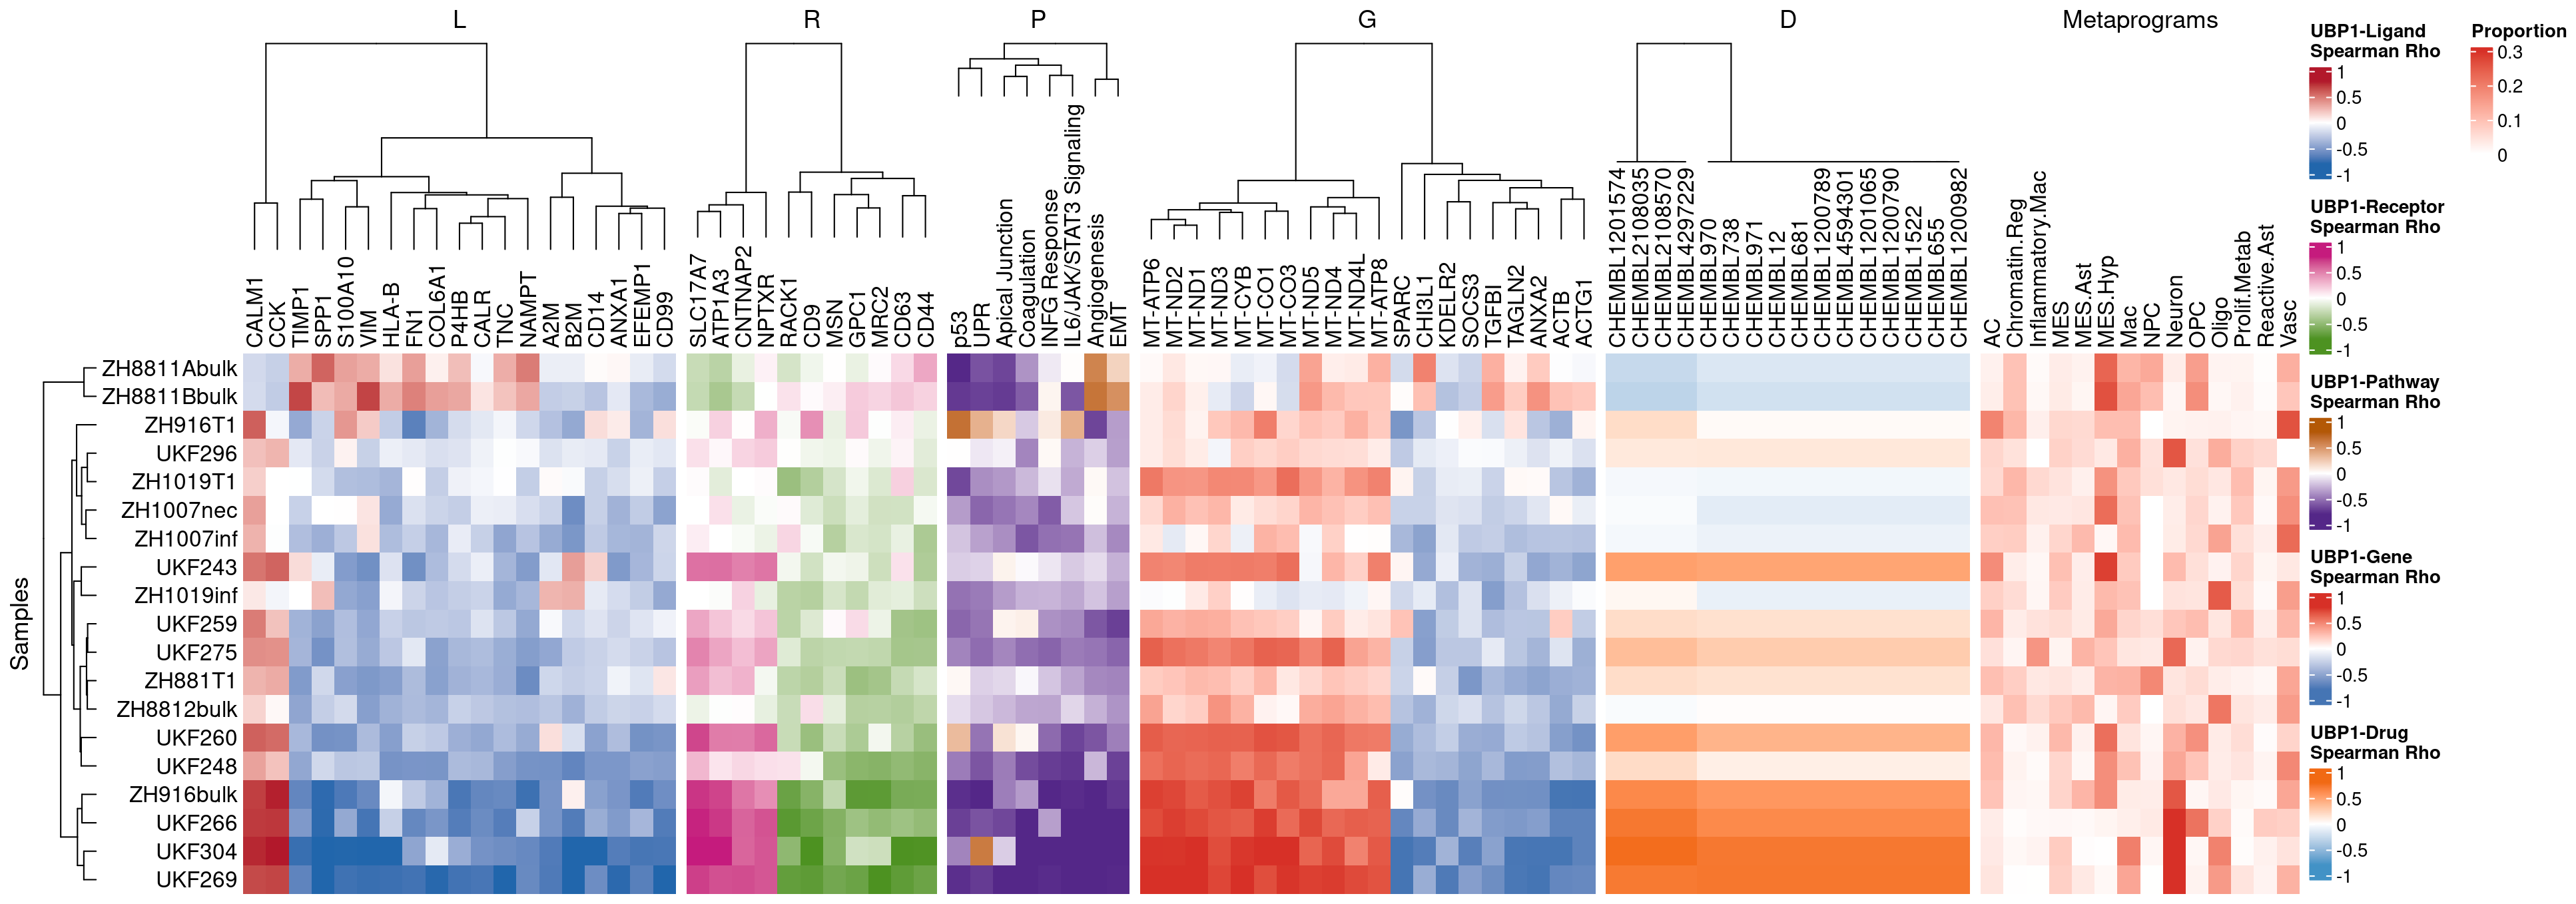 L
R
P
G
D
Metaprograms
CALM1
CCK
TIMP1
SPP1
S100A10
VIM
HLA-B
FN1
COL6A1
P4HB
CALR
TNC
NAMPT
A2M
B2M
CD14
ANXA1
EFEMP1
CD99
SLC17A7
ATP1A3
CNTNAP2
NPTXR
RACK1
CD9
MSN
GPC1
MRC2
CD63
CD44
p53
UPR
Apical Junction
Coagulation
INFG Response
IL6/JAK/STAT3 Signaling
Angiogenesis
EMT
MT-ATP6
MT-ND2
MT-ND1
MT-ND3
MT-CYB
MT-CO1
MT-CO3
MT-ND5
MT-ND4
MT-ND4L
MT-ATP8
SPARC
CHI3L1
KDELR2
SOCS3
TGFBI
TAGLN2
ANXA2
ACTB
ACTG1
CHEMBL1201574
CHEMBL2108035
CHEMBL2108570
CHEMBL4297229
CHEMBL970
CHEMBL738
CHEMBL971
CHEMBL12
CHEMBL681
CHEMBL1200789
CHEMBL4594301
CHEMBL1201065
CHEMBL1200790
CHEMBL1522
CHEMBL655
CHEMBL1200982
AC
Chromatin.Reg
Inflammatory.Mac
MES
MES.Ast
MES.Hyp
Mac
NPC
Neuron
OPC
Oligo
Prolif.Metab
Reactive.Ast
Vasc
Samples
ZH8811Abulk
ZH8811Bbulk
ZH916T1
UKF296
ZH1019T1
ZH1007nec
ZH1007inf
UKF243
ZH1019inf
UKF259
UKF275
ZH881T1
ZH8812bulk
UKF260
UKF248
ZH916bulk
UKF266
UKF304
UKF269
UBP1-Ligand
Spearman Rho
1
0.5
0
-0.5
-1
UBP1-Receptor
Spearman Rho
1
0.5
0
-0.5
-1
UBP1-Pathway
Spearman Rho
1
0.5
0
-0.5
-1
UBP1-Gene
Spearman Rho
1
0.5
0
-0.5
-1
UBP1-Drug
Spearman Rho
1
0.5
0
-0.5
-1
Proportion
0.3
0.2
0.1
0